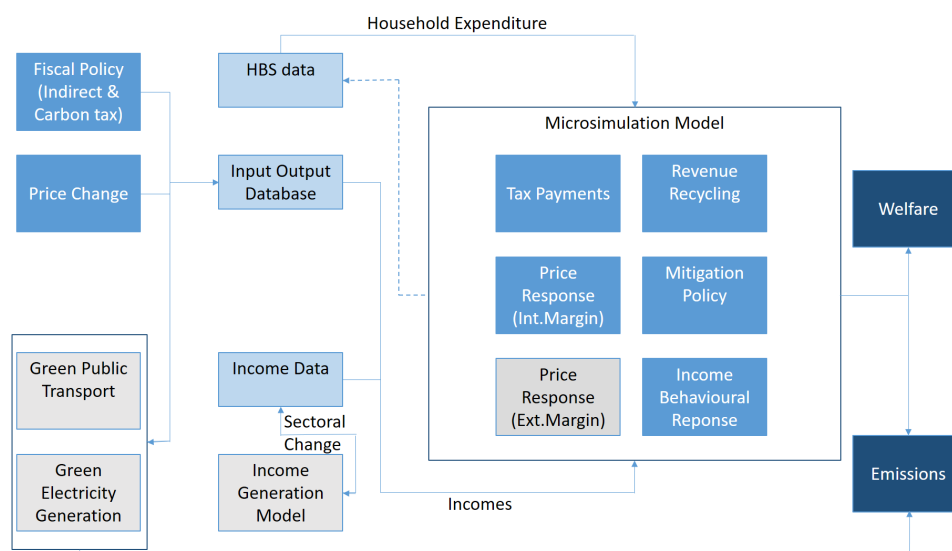 Household Expenditure
Fiscal Policy
(Indirect &
Carbon tax)
HBS data
Price Change
Input Output
Database
Microsimulation Model
Tax Payments
Revenue
Recycling
Price
Response
(Int.Margin)
Mitigation
Policy
Price
Response
(Ext.Margin)
Income
Behavioural
Reponse
Welfare
Emissions
Green Public
Transport
Green
Electricity
Generation
Income Data
Sectoral
Change
Income
Generation
Model
Incomes